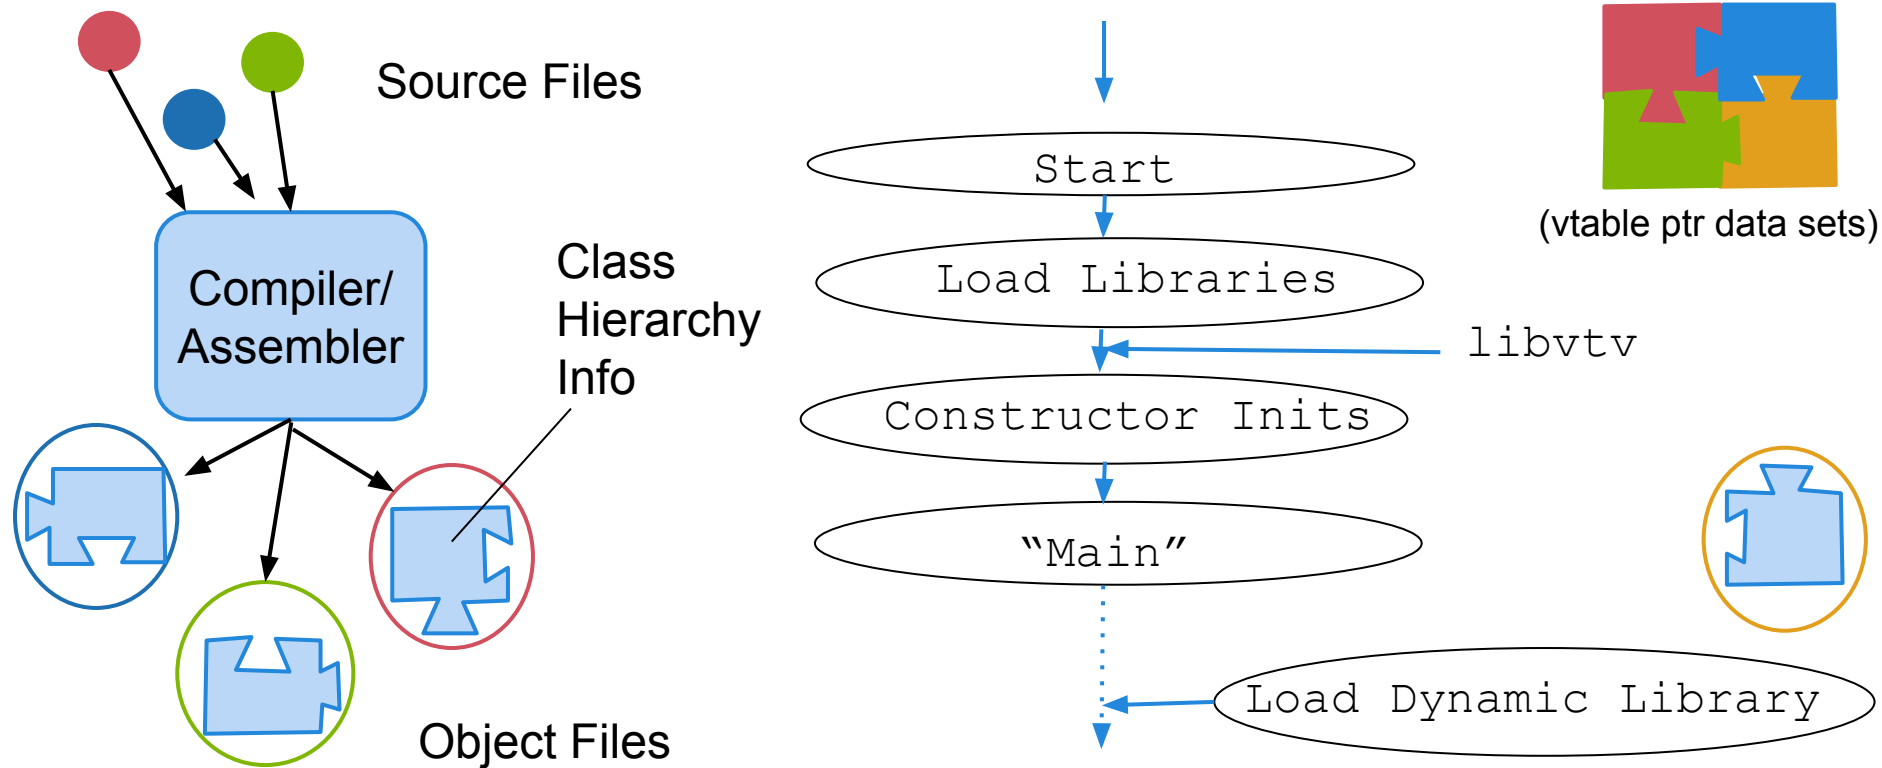 Source Files
Compiler/
Assembler
Class
Hierarchy
Info
Object Files
Start
Load Libraries
libvtv
Constructor Inits
“Main”
Load Dynamic Library
(vtable ptr data sets)